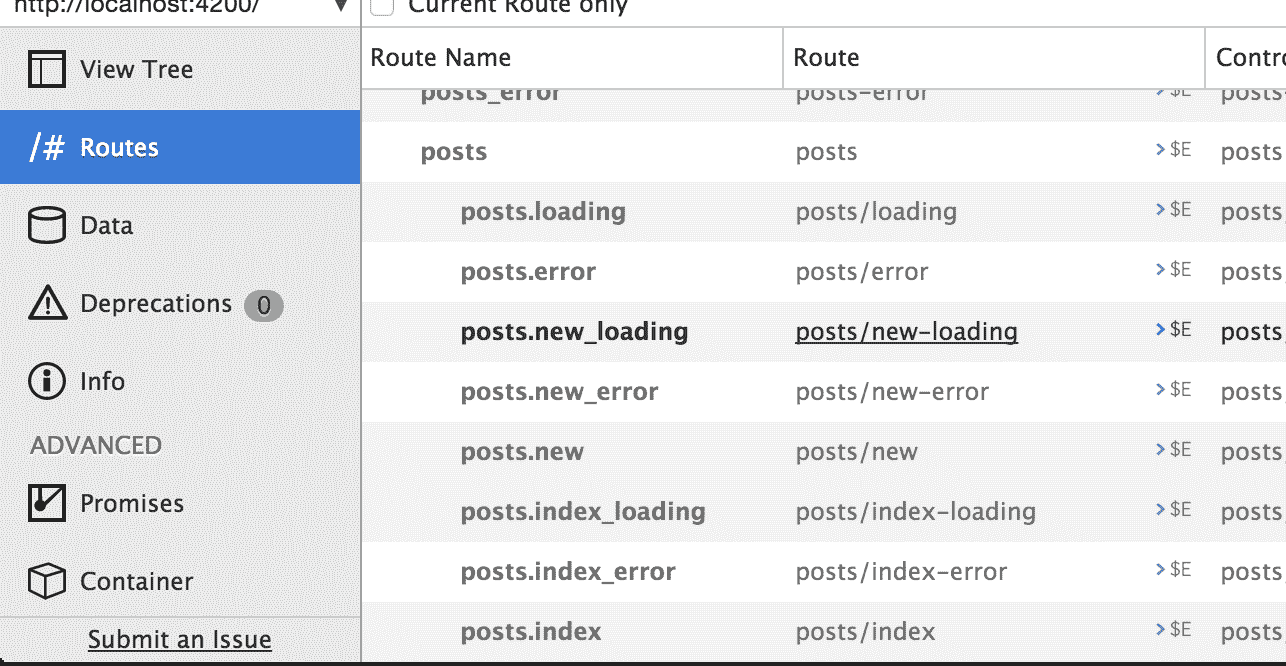 http://localhost:4200/
Current Route only
View Tree
/# Routes
Data
Deprecations 0
Info
ADVANCED
Promises
Container
Submit an Issue
Route Name Route Contro
posts_error posts-error >$E posts-
posts posts >$E posts
posts.loading posts/loading >$E posts/
posts.error posts/error >$E posts/
posts.new_loading posts/new-loading >$E posts/
posts.new_error posts/new-error >$E posts/
posts.new posts/new >$E posts/
posts.index_loading posts/index-loading >$E posts/
posts.index_error posts/index-error >$E posts/
posts.index posts/index >$E posts/